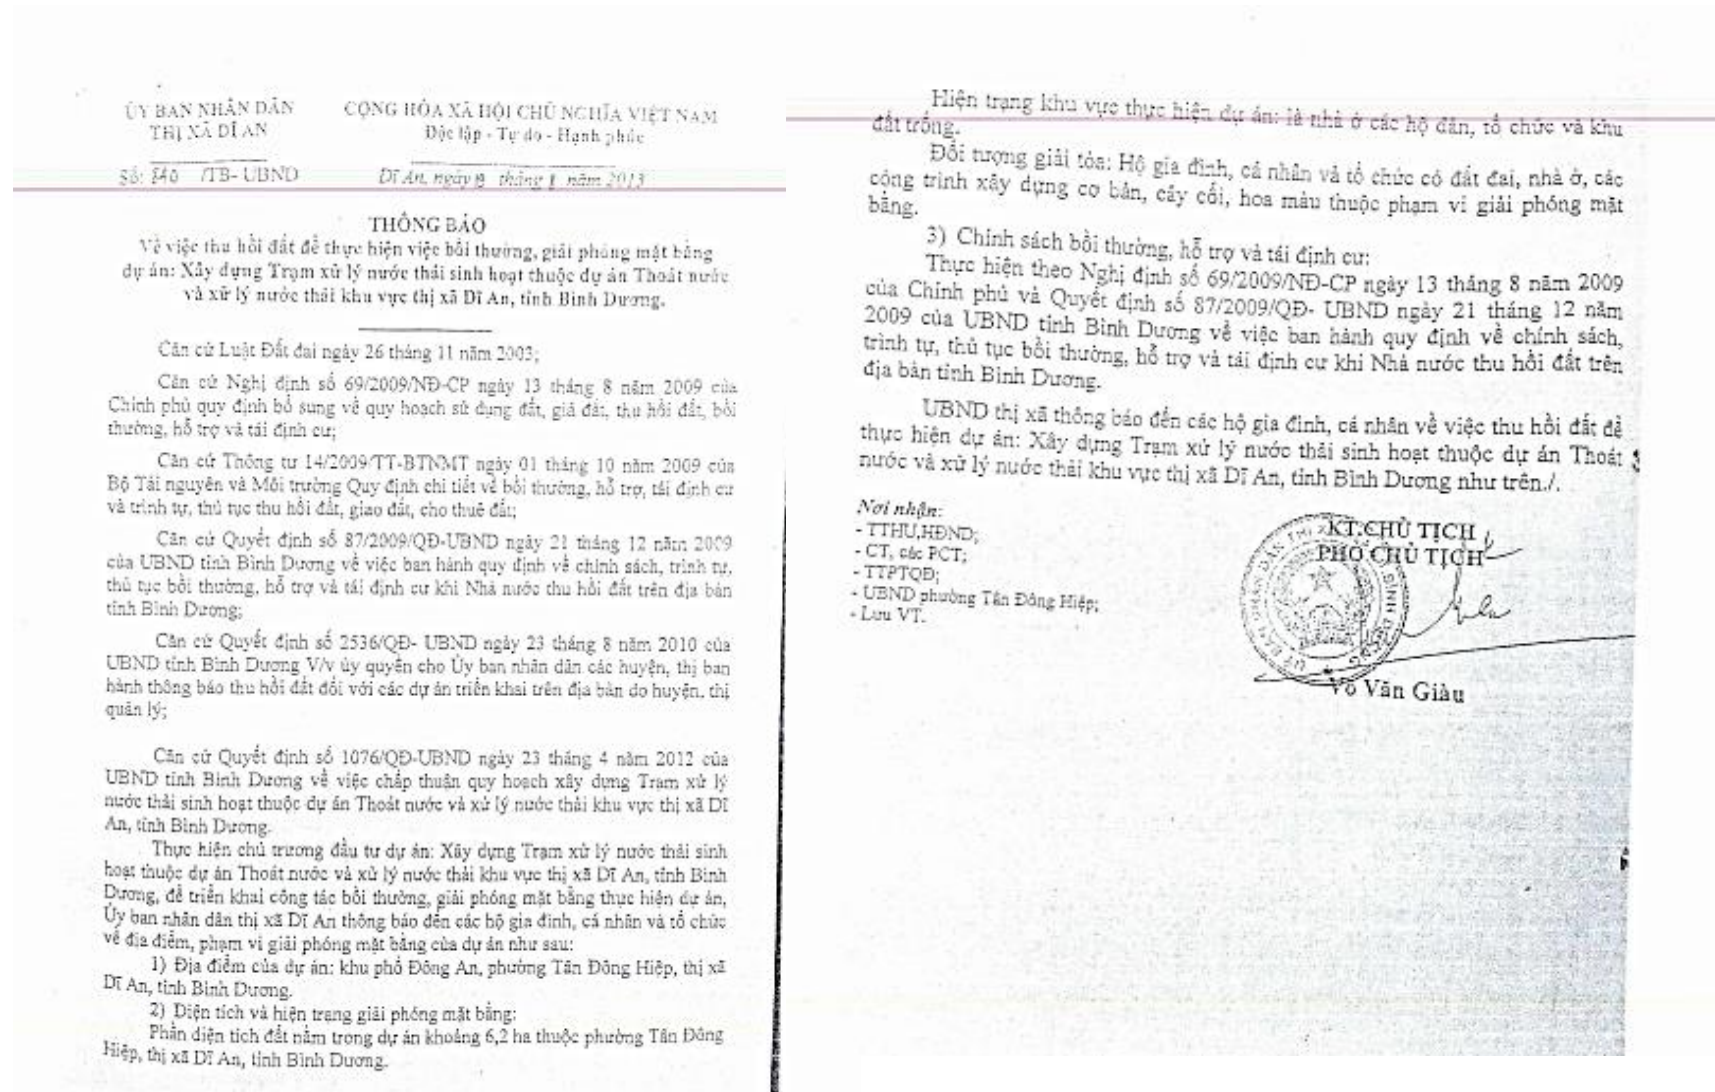 ỦY BAN NHÂN DÂN
THỊ XÃ DĨ AN
CỘNG HÒA XÃ HỘI CHỦ NGHĨA VIỆT NAM
Độc lập - Tự do - Hạnh phúc
Số: /TB- UBND
Dĩ An, ngày tháng năm 2013
THÔNG BÁO
Về việc thu hồi đất để thực hiện việc bồi thường, giải phóng mặt bằng
dự án: Xây dựng Trạm xử lý nước thải sinh hoạt thuộc dự án Thoát nước
và xử lý nước thải khu vực thị xã Dĩ An, tỉnh Bình Dương.
Căn cứ Luật Đất đai ngày 26 tháng 11 năm 2003;
Căn cứ Nghị định số 69/2009/NĐ-CP ngày 13 tháng 8 năm 2009 của
Chính phủ quy định bổ sung về quy hoạch sử dụng đất, giá đất, thu hồi đất, bồi
thường, hỗ trợ và tái định cư;
Căn cứ Thông tư 14/2009/TT-BTNMT ngày 01 tháng 10 năm 2009 của
Bộ Tài nguyên và Môi trường Quy định chi tiết về bồi thường, hỗ trợ, tái định cư
và trình tự, thủ tục thu hồi đất, giao đất, cho thuê đất;
Căn cứ Quyết định số 87/2009/QĐ-UBND ngày 21 tháng 12 năm 2009
của UBND tỉnh Bình Dương về việc ban hành quy định về chính sách, trình tự,
thủ tục bồi thường, hỗ trợ và tái định cư khi Nhà nước thu hồi đất trên địa bàn
tỉnh Bình Dương;
Căn cứ Quyết định số 2536/QĐ- UBND ngày 23 tháng 8 năm 2010 của
UBND tỉnh Bình Dương V/v ủy quyền cho Ủy ban nhân dân các huyện, thị ban
hành thông báo thu hồi đất đối với các dự án triển khai trên địa bàn do huyện, thị
quản lý;
Căn cứ Quyết định số 1076/QĐ-UBND ngày 23 tháng 4 năm 2012 của
UBND tỉnh Bình Dương về việc chấp thuận quy hoạch xây dựng Trạm xử lý
nước thải sinh hoạt thuộc dự án Thoát nước và xử lý nước thải khu vực thị xã Dĩ
An, tỉnh Bình Dương.
Thực hiện chủ trương đầu tư dự án: Xây dựng Trạm xử lý nước thải sinh
hoạt thuộc dự án Thoát nước và xử lý nước thải khu vực thị xã Dĩ An, tỉnh Bình
Dương, để triển khai công tác bồi thường, giải phóng mặt bằng thực hiện dự án,
Ủy ban nhân dân thị xã Dĩ An thông báo đến các hộ gia đình, cá nhân và tổ chức
về địa điểm, phạm vi giải phóng mặt bằng của dự án như sau:
1) Địa điểm của dự án: khu phố Đông An, phường Tân Đông Hiệp, thị xã
Dĩ An, tỉnh Bình Dương.
2) Diện tích và hiện trạng giải phóng mặt bằng:
Phần diện tích đất nằm trong dự án khoảng 6,2 ha thuộc phường Tân Đông
Hiệp, thị xã Dĩ An, tỉnh Bình Dương.
Hiện trạng khu vực thực hiện dự án: là nhà ở các hộ dân, tổ chức và khu
đất trống.
Đối tượng giải tỏa: Hộ gia đình, cá nhân và tổ chức có đất đai, nhà ở, các
công trình xây dựng cơ bản, cây cối, hoa màu thuộc phạm vi giải phóng mặt
bằng.
3) Chính sách bồi thường, hỗ trợ và tái định cư:
Thực hiện theo Nghị định số 69/2009/NĐ-CP ngày 13 tháng 8 năm 2009
của Chính phủ và Quyết định số 87/2009/QĐ- UBND ngày 21 tháng 12 năm
2009 của UBND tỉnh Bình Dương về việc ban hành quy định về chính sách,
trình tự, thủ tục bồi thường, hỗ trợ và tái định cư khi Nhà nước thu hồi đất trên
địa bàn tỉnh Bình Dương.
UBND thị xã thông báo đến các hộ gia đình, cá nhân về việc thu hồi đất để
thực hiện dự án: Xây dựng Trạm xử lý nước thải sinh hoạt thuộc dự án Thoát
nước và xử lý nước thải khu vực thị xã Dĩ An, tỉnh Bình Dương như trên./.
Nơi nhận:
- TTHU,HĐND;
- CT, các PCT;
- TTPTQĐ;
- UBND phường Tân Đông Hiệp;
- Lưu VT.
KT.CHỦ TỊCH
PHÓ CHỦ TỊCH
Võ Văn Giàu